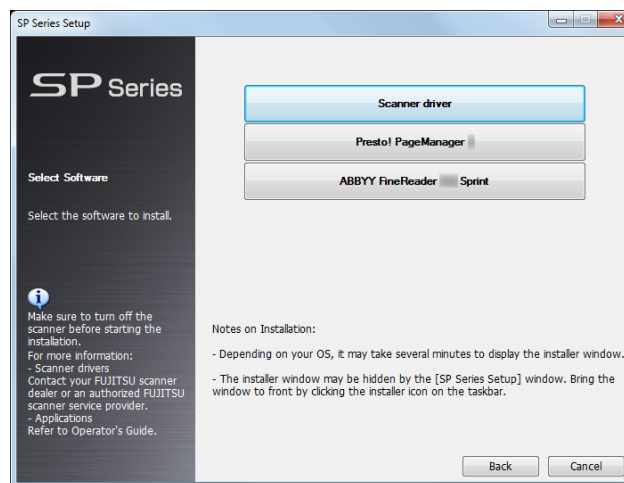 SP Series Setup
SP Series
Select Software
Select the software to install.
Make sure to turn off the
scanner before starting the
installation.
For more information:
- Scanner drivers
Contact your FUJITSU scanner
dealer or an authorized FUJITSU
scanner service provider.
- Applications
Refer to Operator's Guide.
Scanner driver
Presto! PageManager
ABBYY FineReader Sprint
Notes on Installation:
- Depending on your OS, it may take several minutes to display the installer window.
- The installer window may be hidden by the [SP Series Setup] window. Bring the
window to front by clicking the installer icon on the taskbar.
Back
Cancel